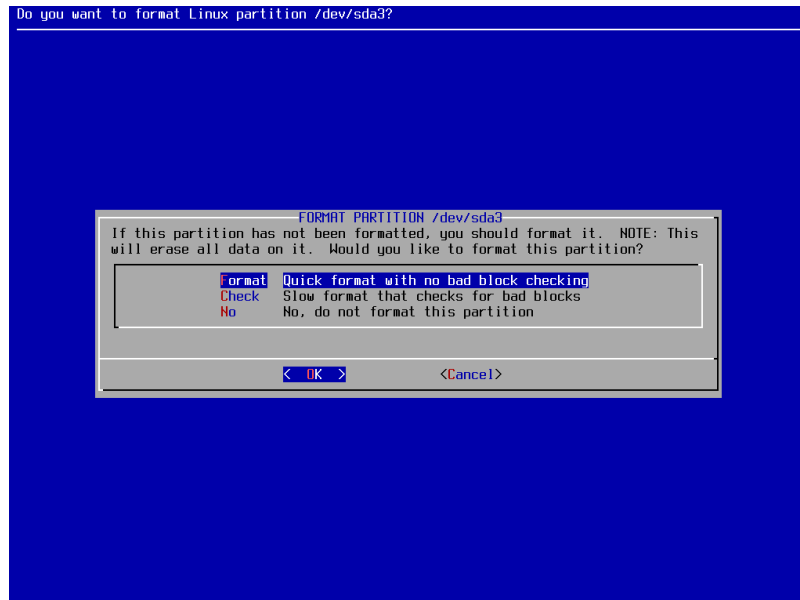 Do you want to format Linux partition /dev/sda3?
FORMAT PARTITION /dev/sda3
If this partition has not been formatted, you should format it.  NOTE: This
will erase all data on it.  Would you like to format this partition?
Format  Quick format with no bad block checking
Check  Slow format that checks for bad blocks
No  No, do not format this partition
<  OK  > <Cancel>